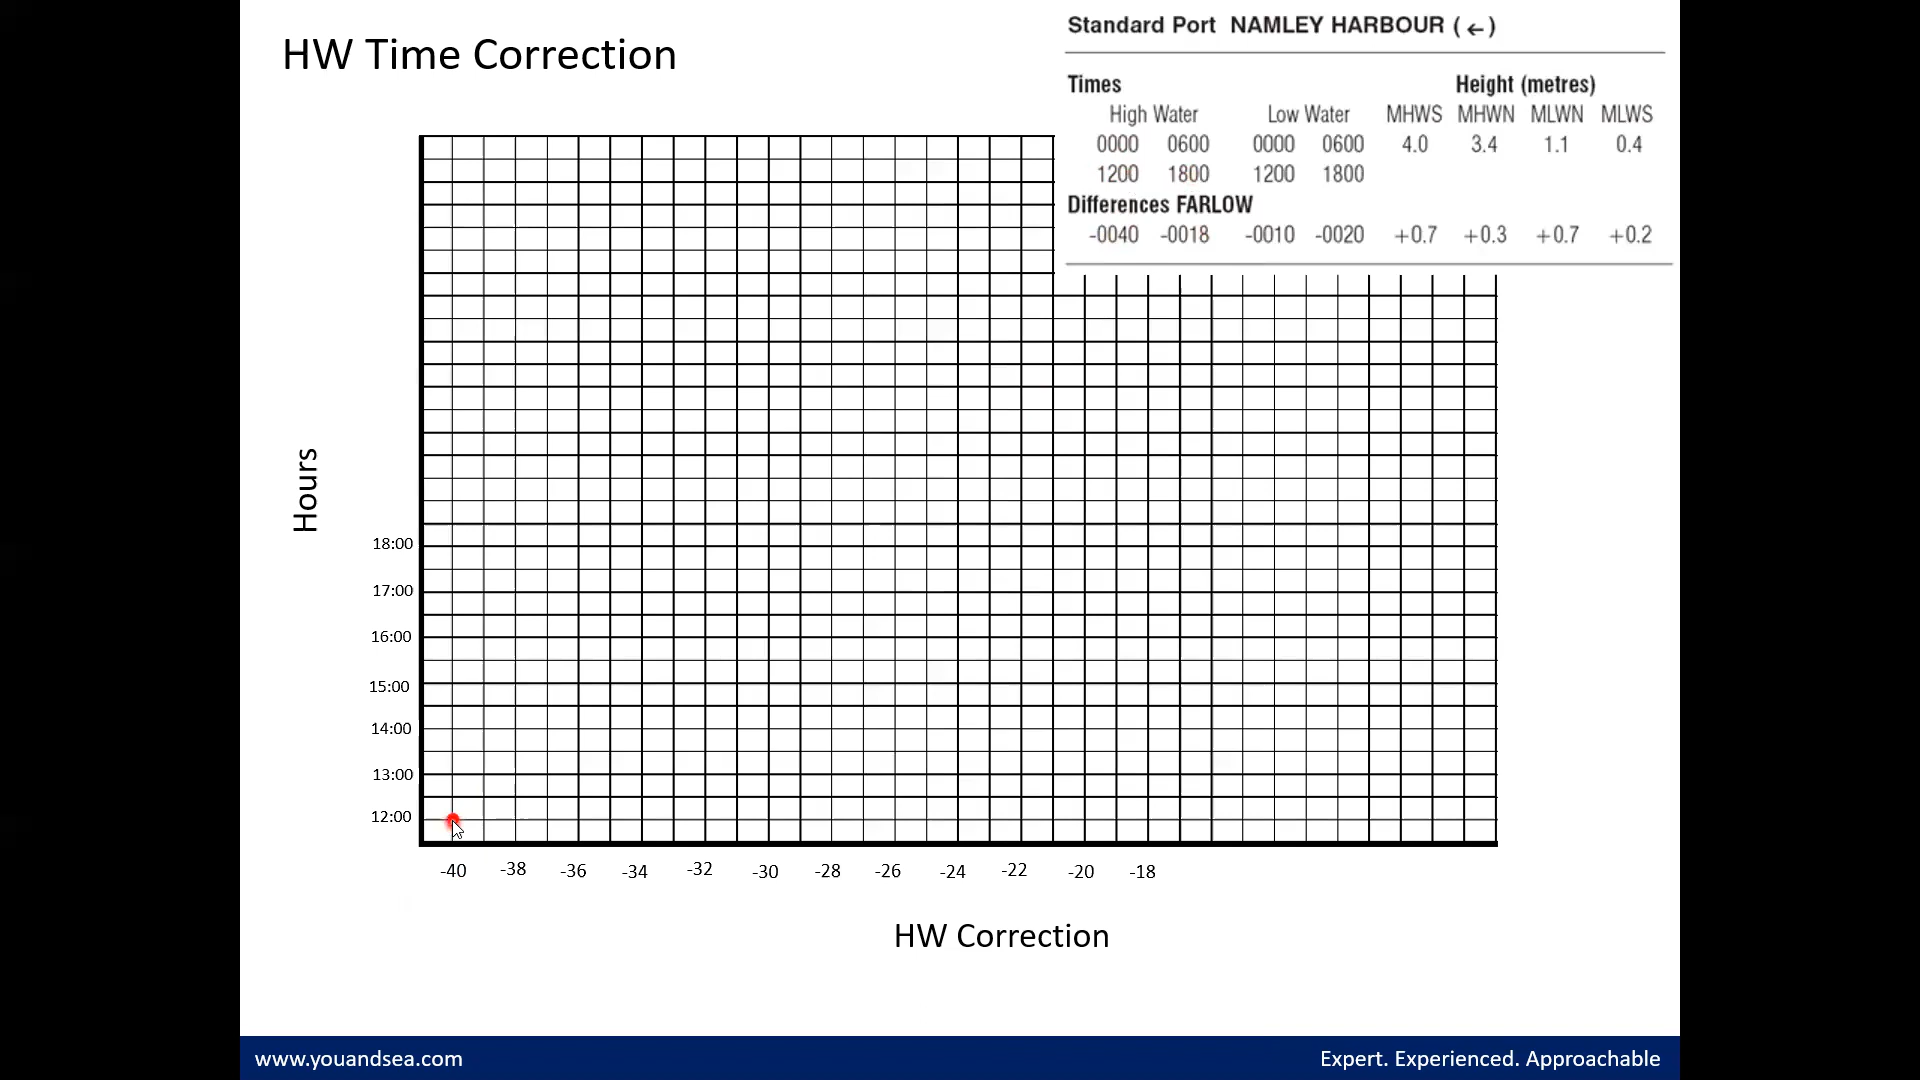 HW Time Correction
Standard Port NAMLEY HARBOUR (←)
Times Height (metres)
High Water Low Water MHWS MHWN MLWN MLWS
0000 0600 0000 0600 4.0 3.4 1.1 0.4
1200 1800 1200 1800
Differences FARLOW
-0040 -0018 -0010 -0020 +0.7 +0.3 +0.7 +0.2
Hours
18:00
17:00
16:00
15:00
14:00
13:00
12:00
-40 -38 -36 -34 -32 -30 -28 -26 -24 -22 -20 -18
HW Correction
www.youandsea.com Expert. Experienced. Approachable